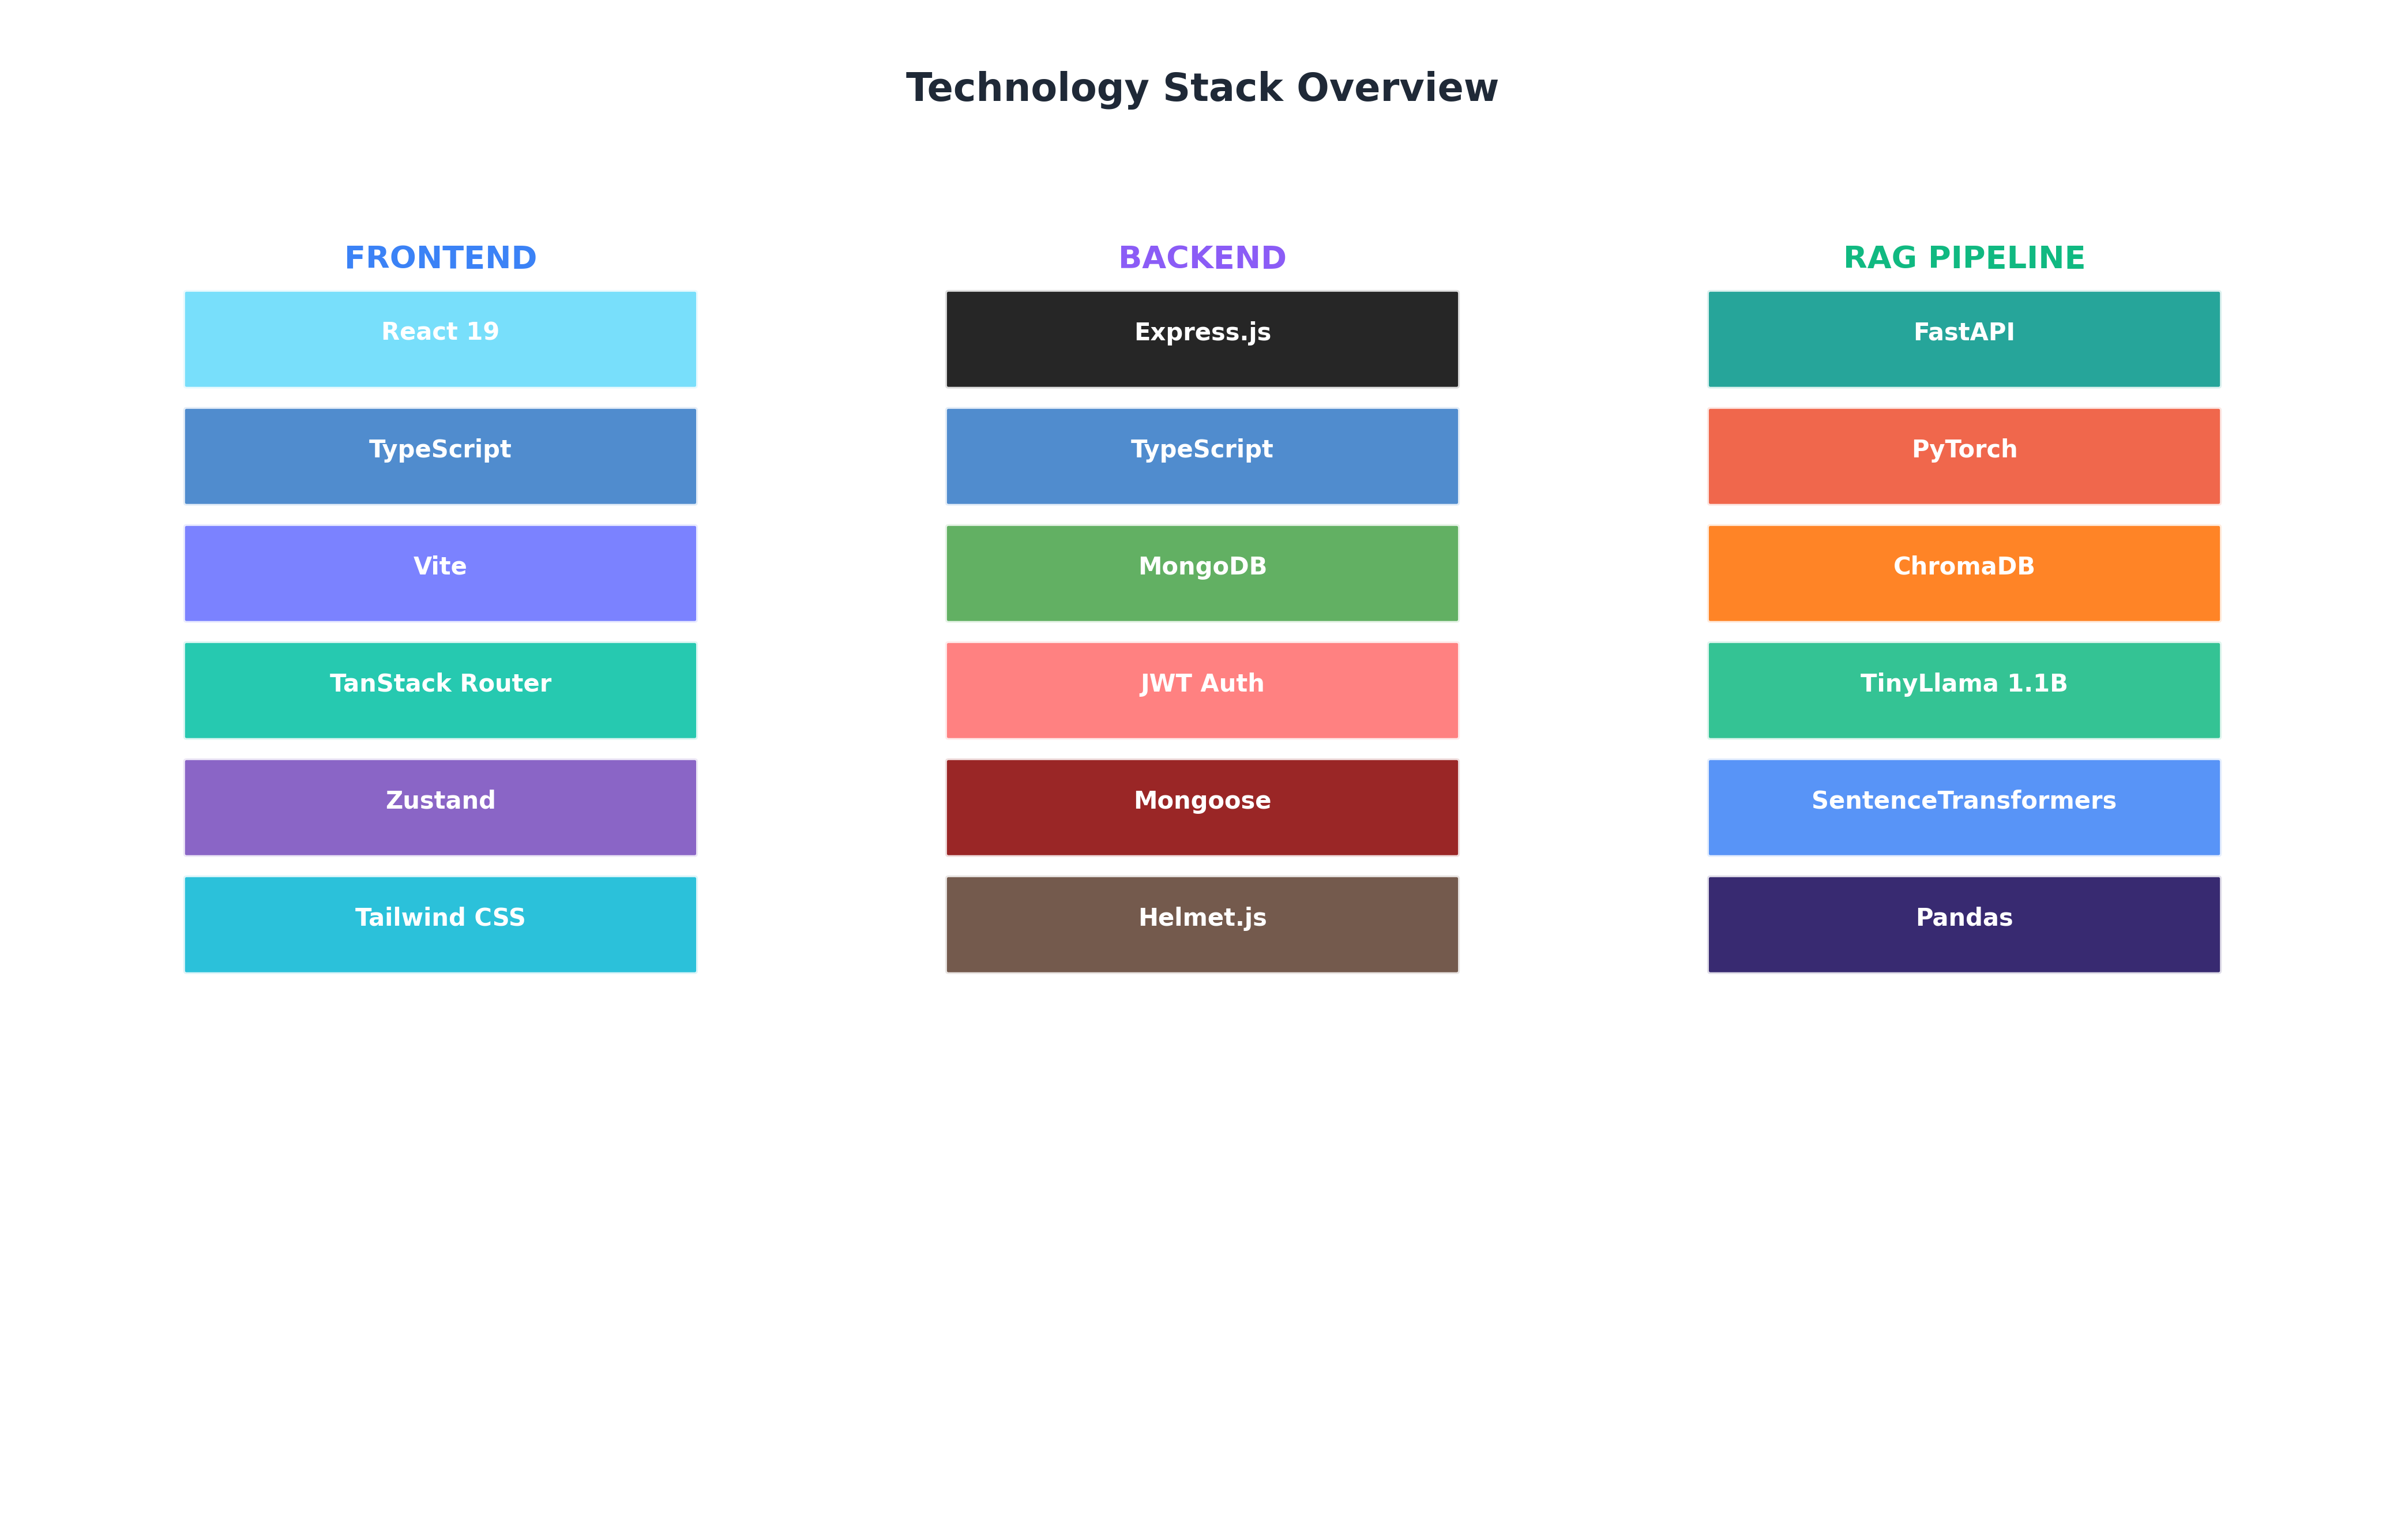 Technology Stack Overview
FRONTEND
React 19
TypeScript
Vite
TanStack Router
Zustand
Tailwind CSS
BACKEND
Express.js
TypeScript
MongoDB
JWT Auth
Mongoose
Helmet.js
RAG PIPELINE
FastAPI
PyTorch
ChromaDB
TinyLlama 1.1B
SentenceTransformers
Pandas